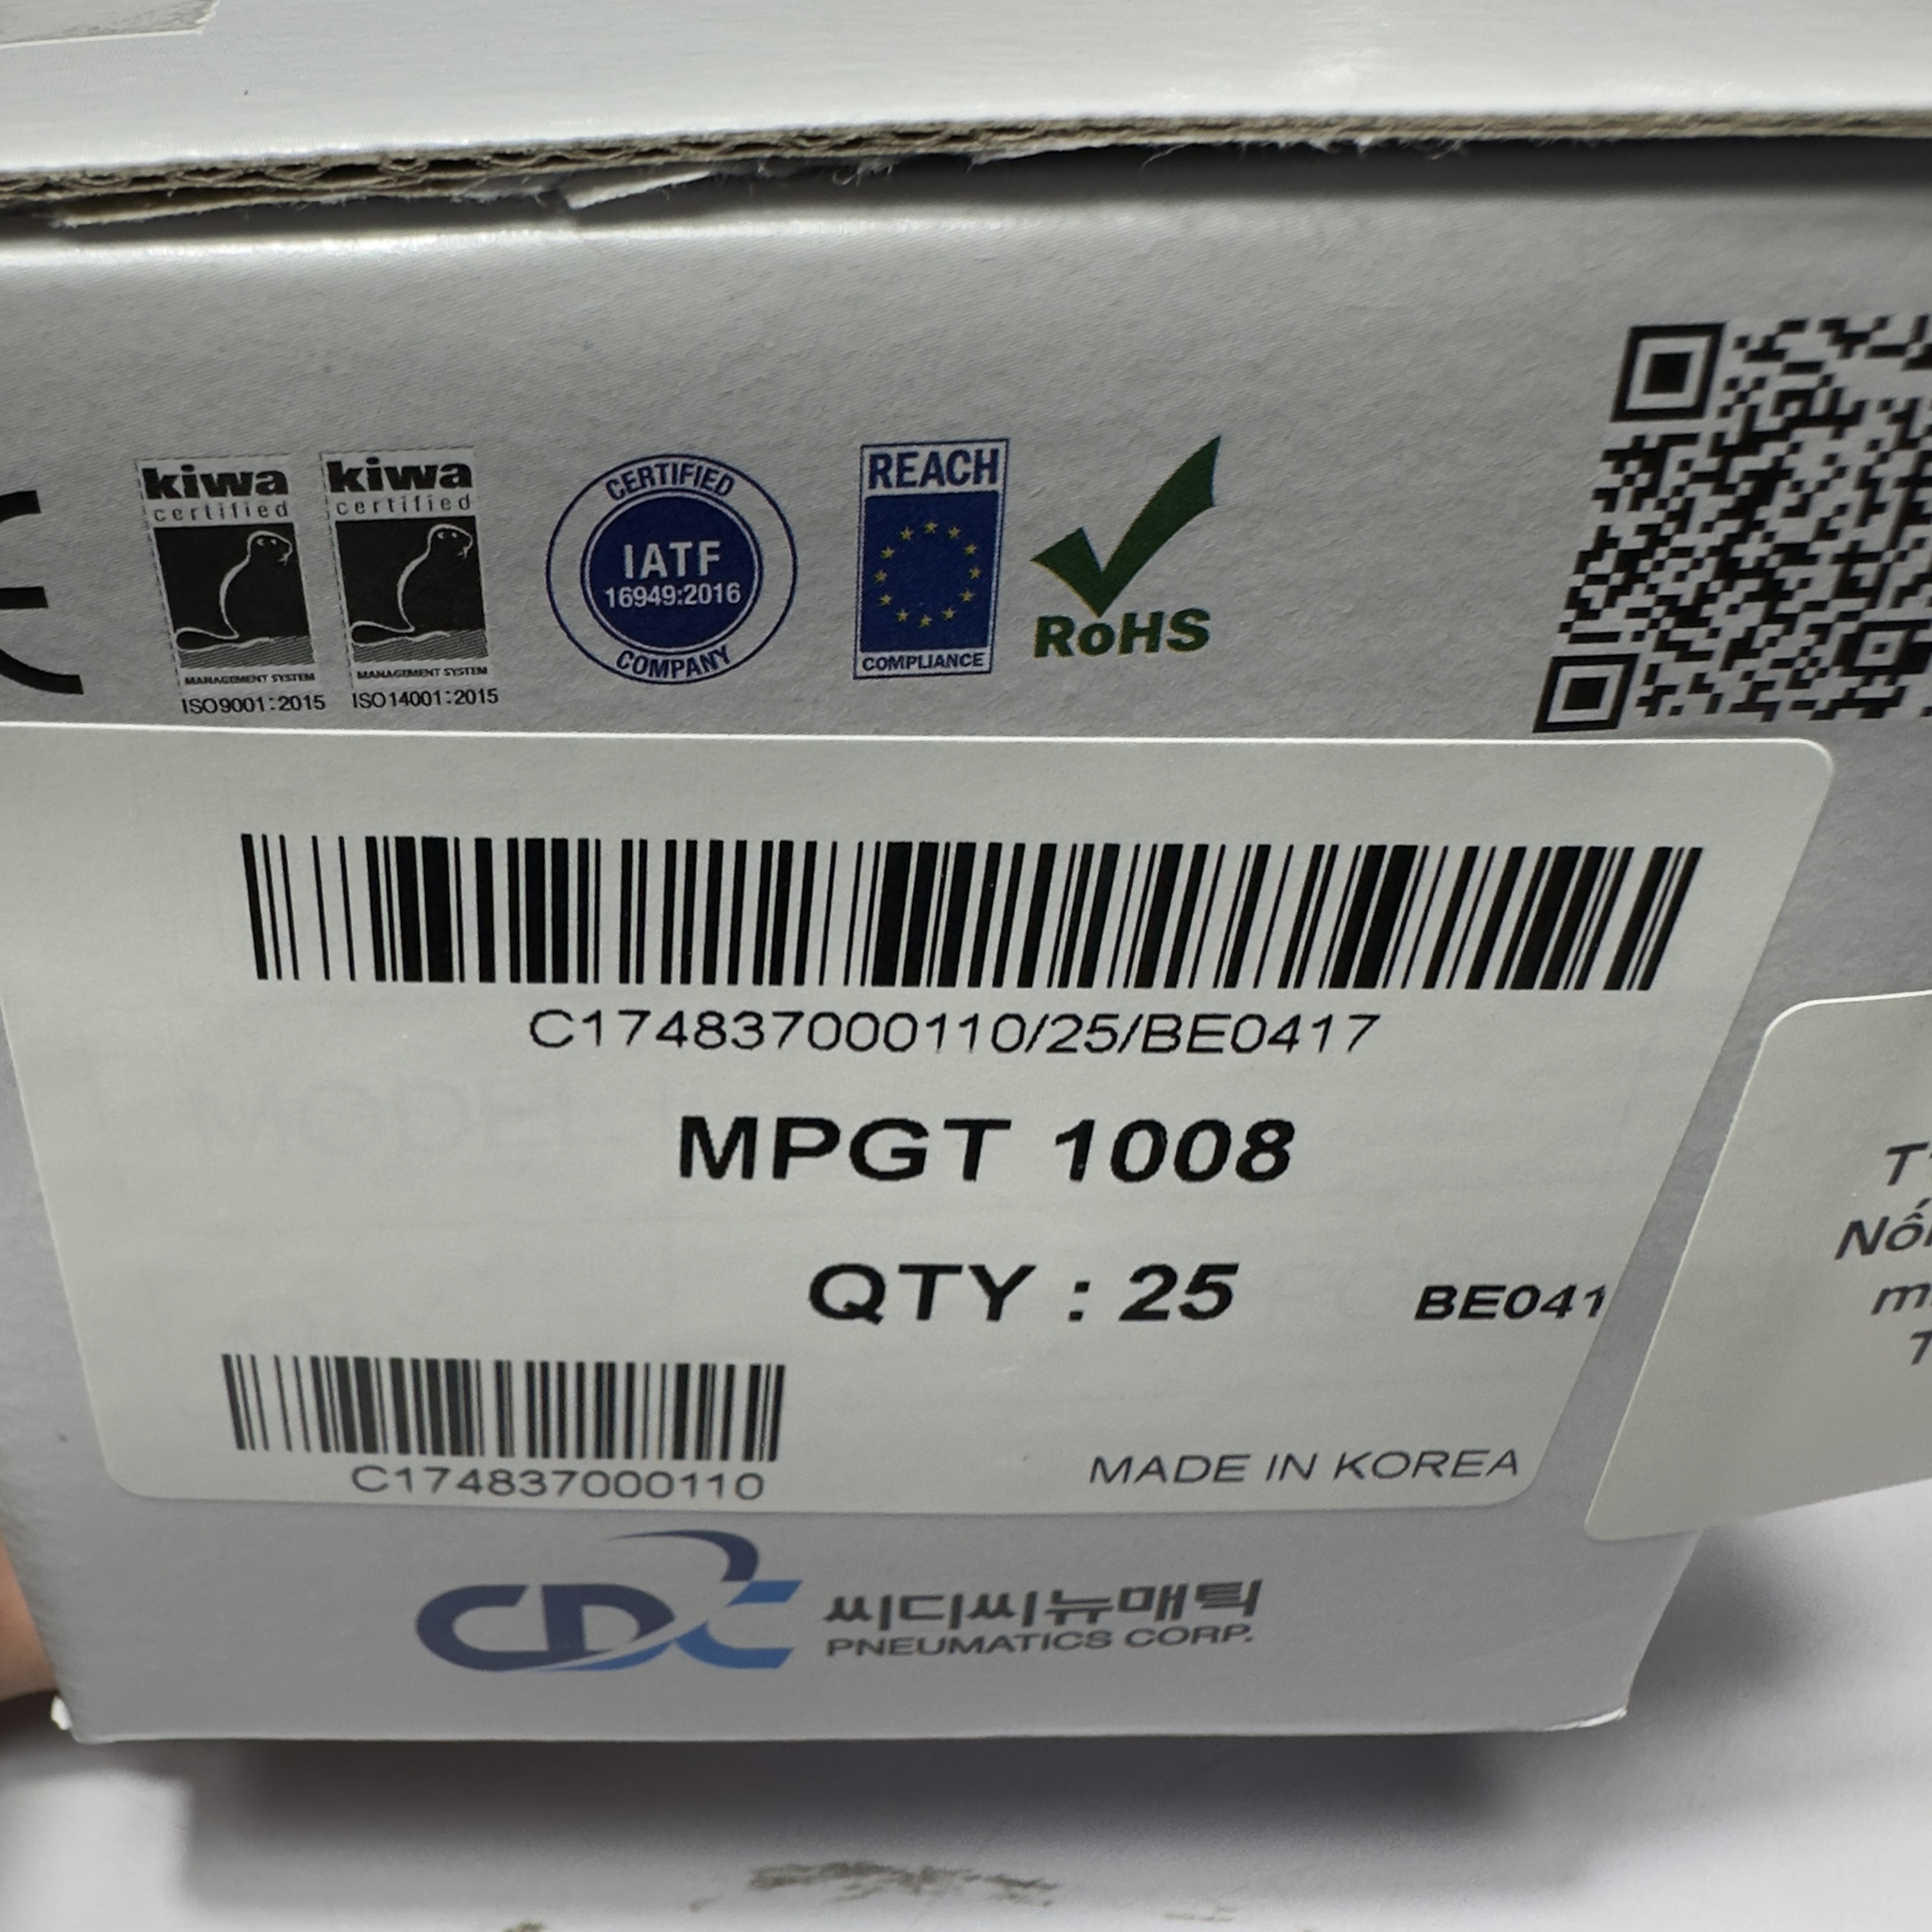 kiwa
certified
MANAGEMENT SYSTEM
ISO9001:2015
kiwa
certified
MANAGEMENT SYSTEM
ISO14001:2015
CERTIFIED
IATF
16949:2016
COMPANY
REACH
COMPLIANCE
RoHS
C174837000110/25/BE0417
MPGT 1008
QTY : 25
BE041
C174837000110
MADE IN KOREA
CDC
씨디씨뉴매틱
PNEUMATICS CORP.